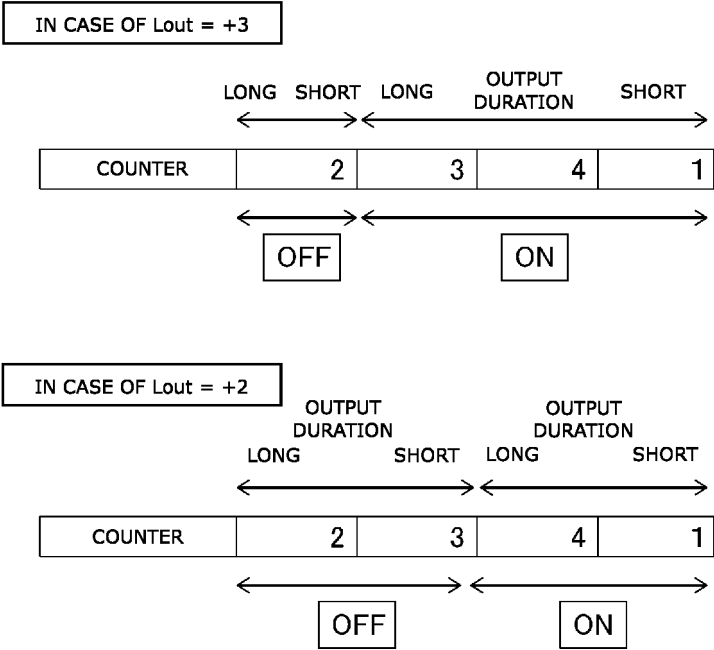 IN CASE OF Lout = +3
OUTPUT
DURATION
LONG SHORT LONG SHORT
COUNTER 2 3 4 1
OFF ON
IN CASE OF Lout = +2
OUTPUT OUTPUT
DURATION DURATION
LONG SHORT LONG SHORT
COUNTER 2 3 4 1
OFF ON